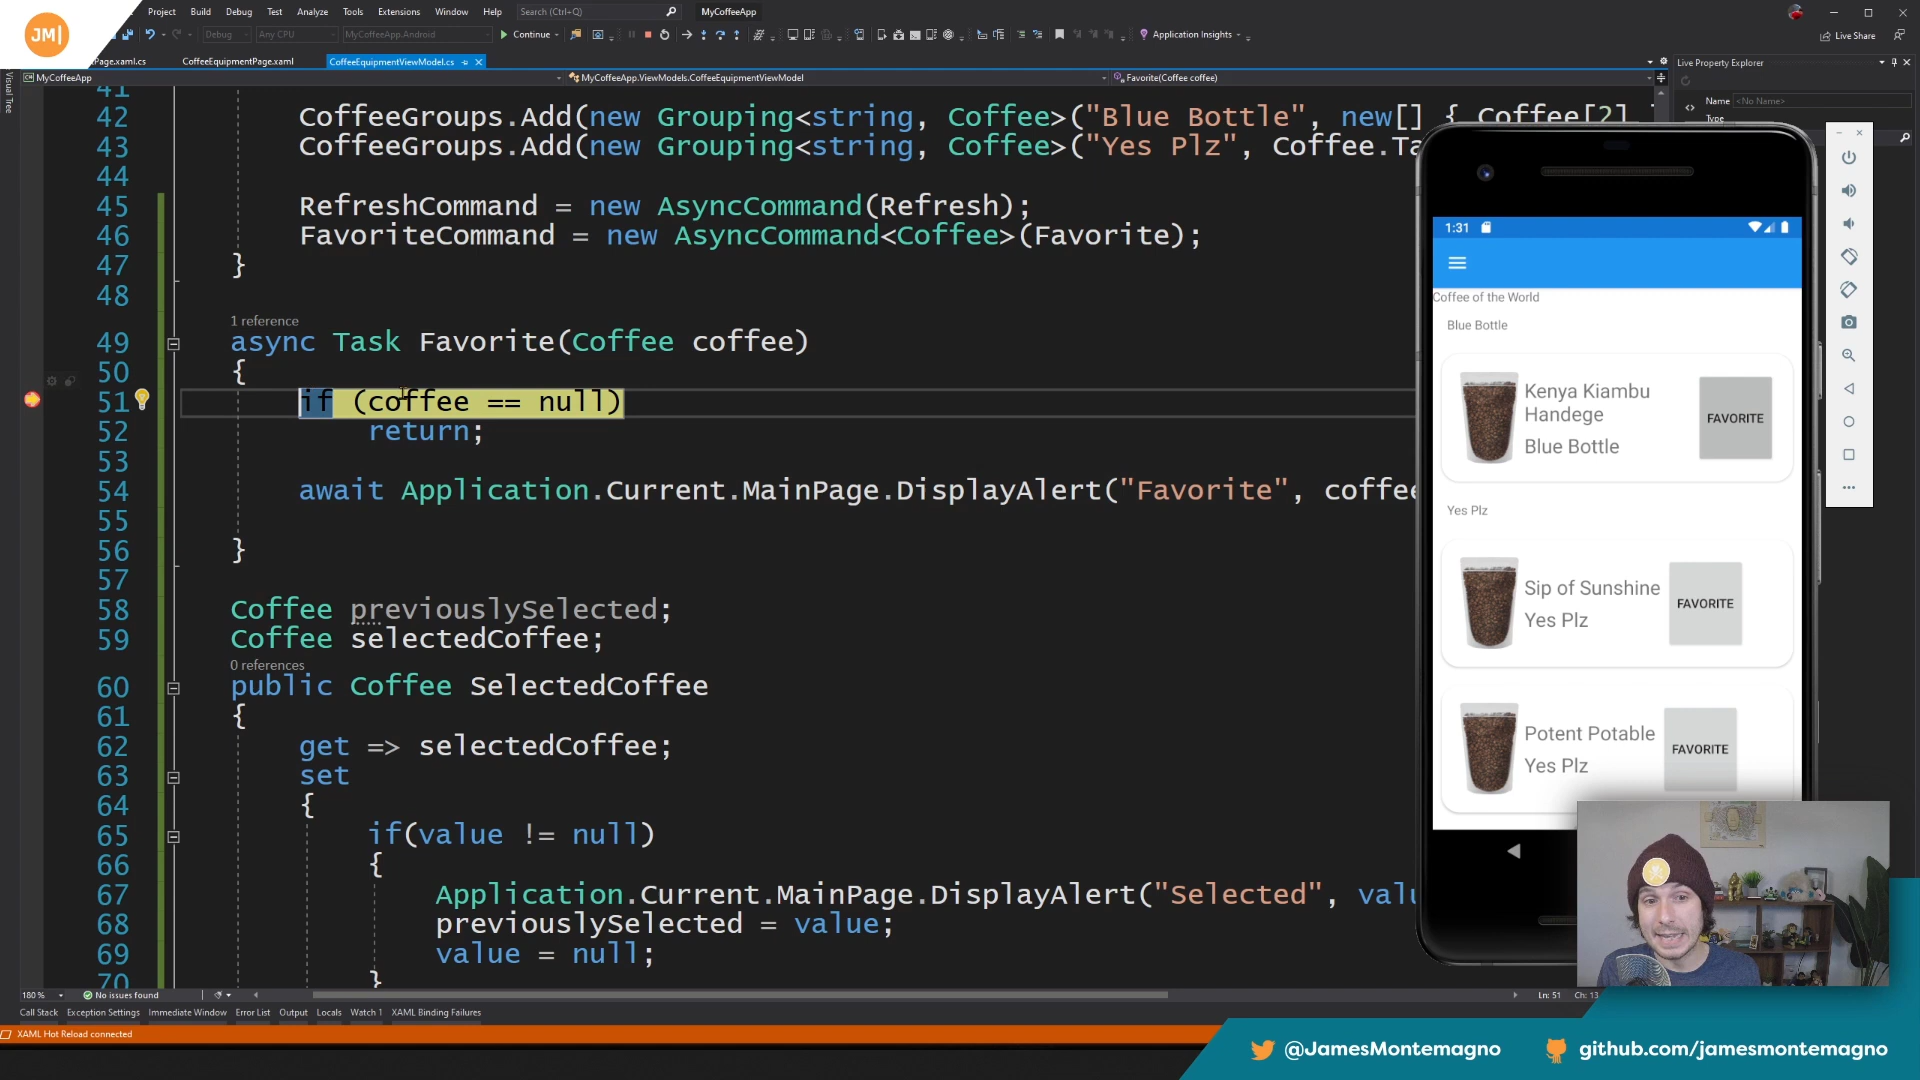 JM|
Project Build Debug Test Analyze Tools Extensions Window Help Search (Ctrl+Q) MyCoffeeApp
Debug Any CPU MyCoffeeApp.Android Continue Application Insights Live Share
Page.xaml.cs CoffeeEquipmentPage.xaml CoffeeEquipmentViewModel.cs Live Property Explorer
MyCoffeeApp MyCoffeeApp.ViewModels.CoffeeEquipmentViewModel Favorite(Coffee coffee)
Visual Tree
Name <No Name>
Type
41
42 CoffeeGroups.Add(new Grouping<string, Coffee>("Blue Bottle", new[] { Coffee[2]
43 CoffeeGroups.Add(new Grouping<string, Coffee>("Yes Plz", Coffee.Ta
44
45 RefreshCommand = new AsyncCommand(Refresh);
46 FavoriteCommand = new AsyncCommand<Coffee>(Favorite);
47 }
48
1 reference
49 async Task Favorite(Coffee coffee)
50 {
51 if (coffee == null)
52 return;
53
54 await Application.Current.MainPage.DisplayAlert("Favorite", coffee
55
56 }
57
58 Coffee previouslySelected;
59 Coffee selectedCoffee;
0 references
60 public Coffee SelectedCoffee
61 {
62 get => selectedCoffee;
63 set
64 {
65 if(value != null)
66 {
67 Application.Current.MainPage.DisplayAlert("Selected", valu
68 previouslySelected = value;
69 value = null;
70 }
1:31
Coffee of the World
Blue Bottle
Kenya Kiambu
Handege
Blue Bottle
FAVORITE
Yes Plz
Sip of Sunshine
Yes Plz
FAVORITE
Potent Potable
Yes Plz
FAVORITE
180 % No issues found Ln: 51 Ch: 13
Call Stack Exception Settings Immediate Window Error List Output Locals Watch 1 XAML Binding Failures
XAML Hot Reload connected
@JamesMontemagno github.com/jamesmontemagno